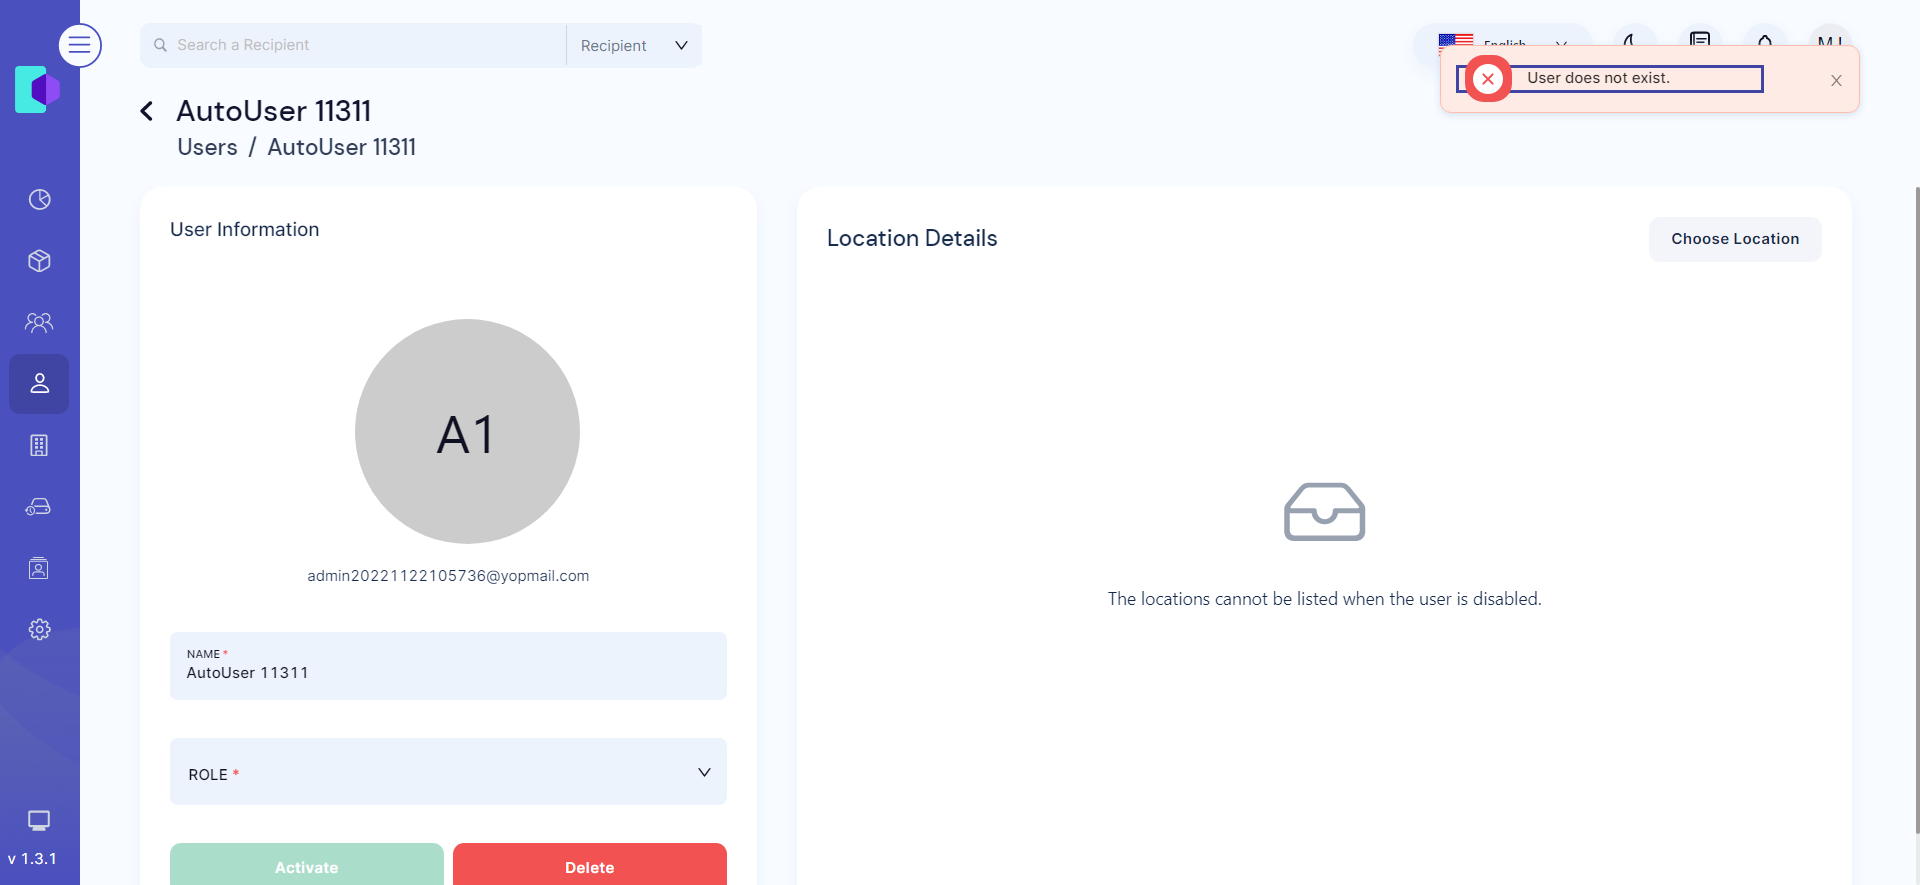 Search a Recipient
Recipient
English
MJ
User does not exist.
AutoUser 11311
Users / AutoUser 11311
User Information
Location Details
Choose Location
A1
admin20221122105736@yopmail.com
The locations cannot be listed when the user is disabled.
NAME *
AutoUser 11311
ROLE *
Activate
Delete
v 1.3.1